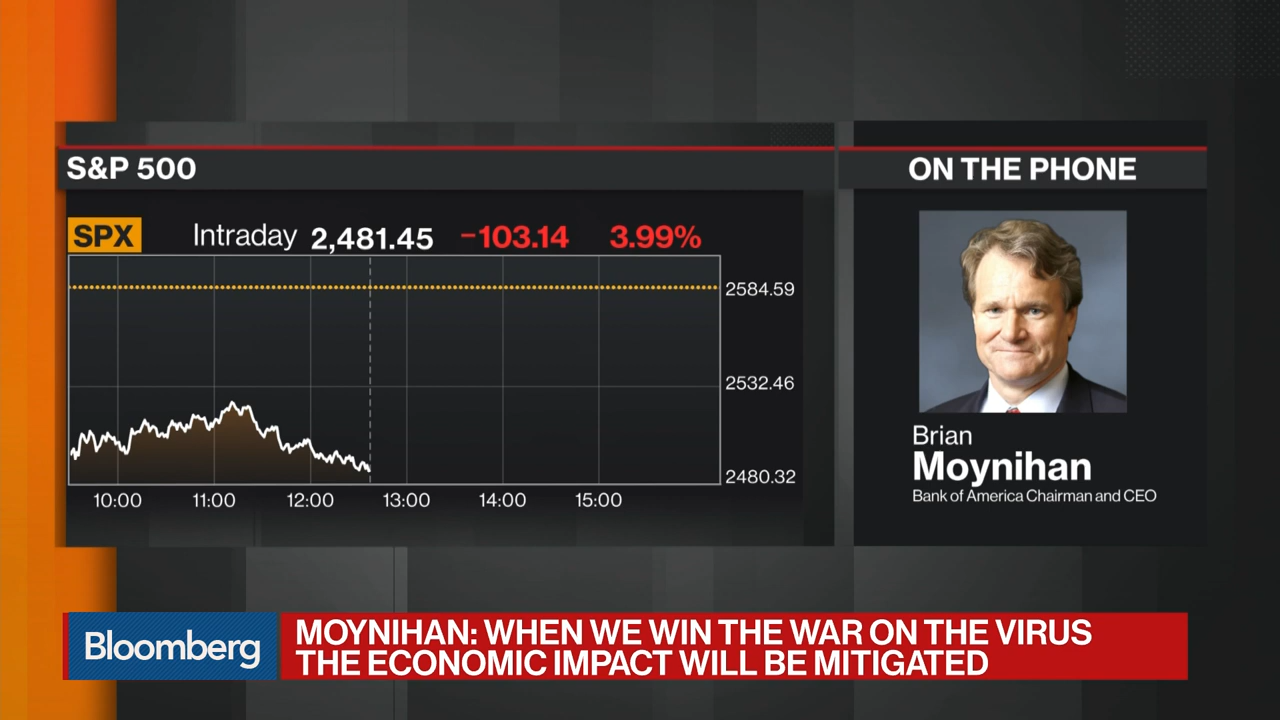 S&P 500
SPX Intraday 2,481.45 -103.14 3.99%
2584.59
2532.46
2480.32
10:00 11:00 12:00 13:00 14:00 15:00
ON THE PHONE
Brian
Moynihan
Bank of America Chairman and CEO
Bloomberg
MOYNIHAN: WHEN WE WIN THE WAR ON THE VIRUS
THE ECONOMIC IMPACT WILL BE MITIGATED